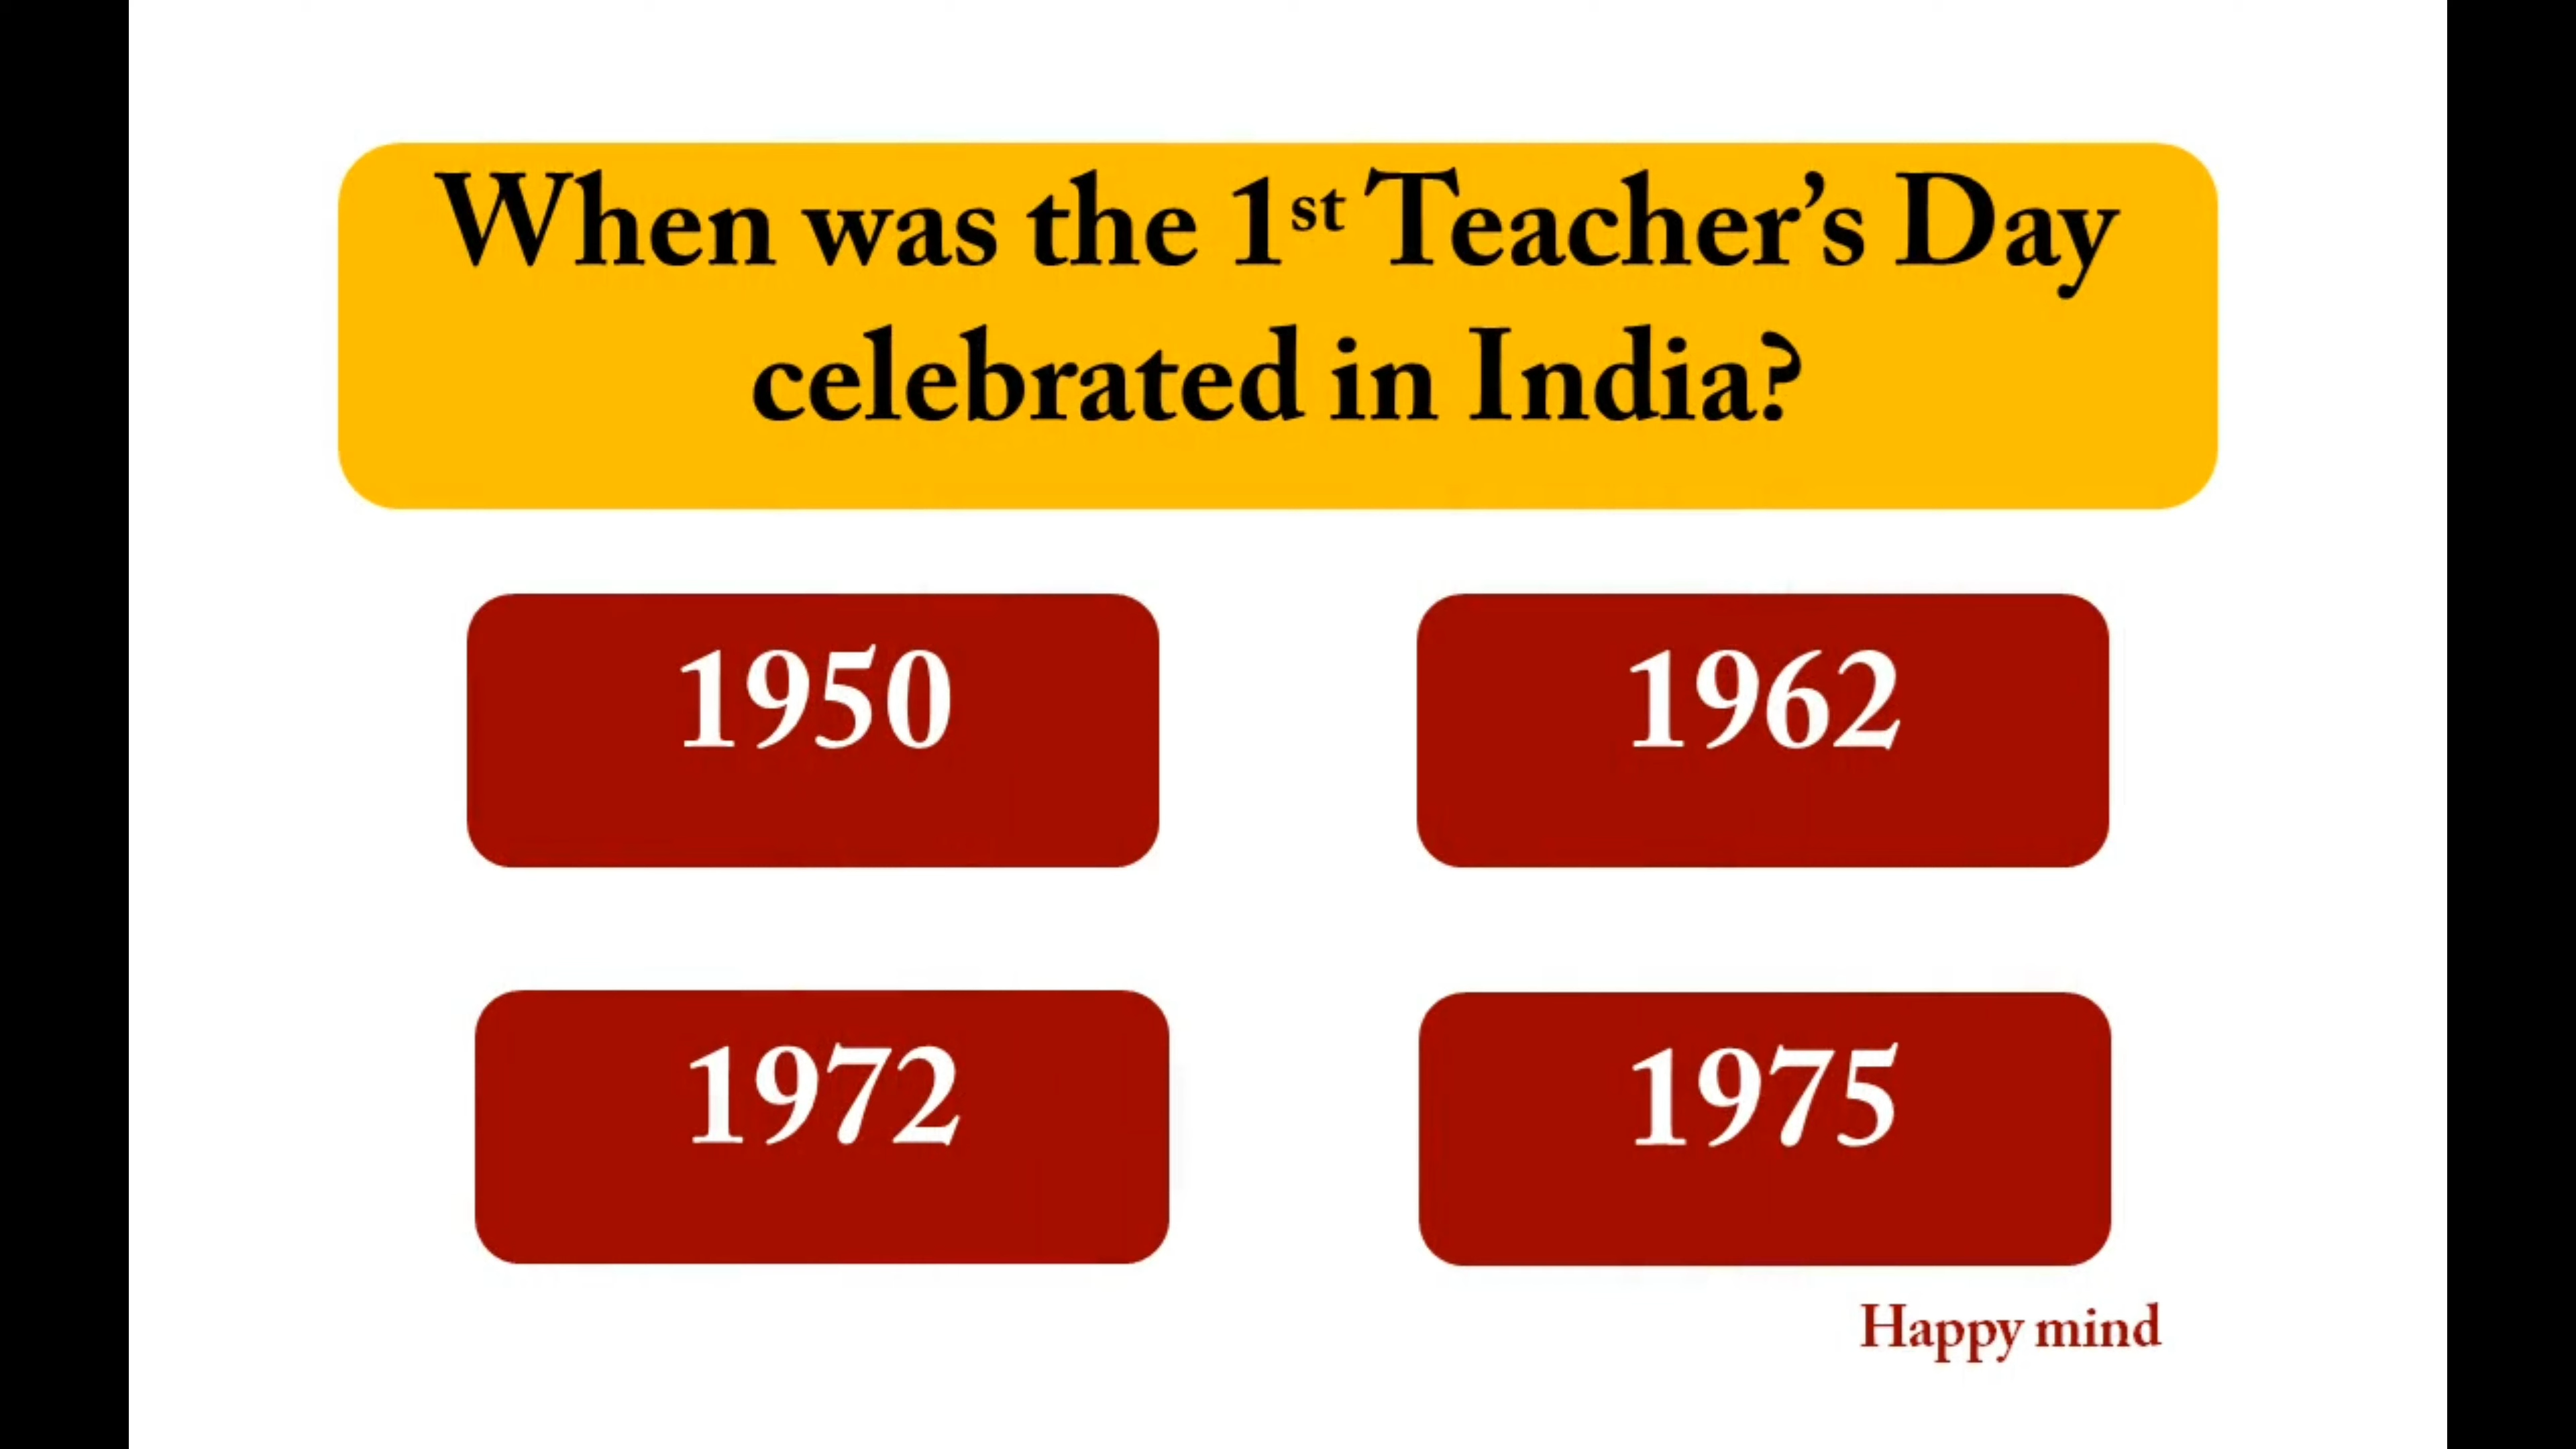 When was the 1st Teacher’s Day
celebrated in India?
1950
1962
1972
1975
Happy mind